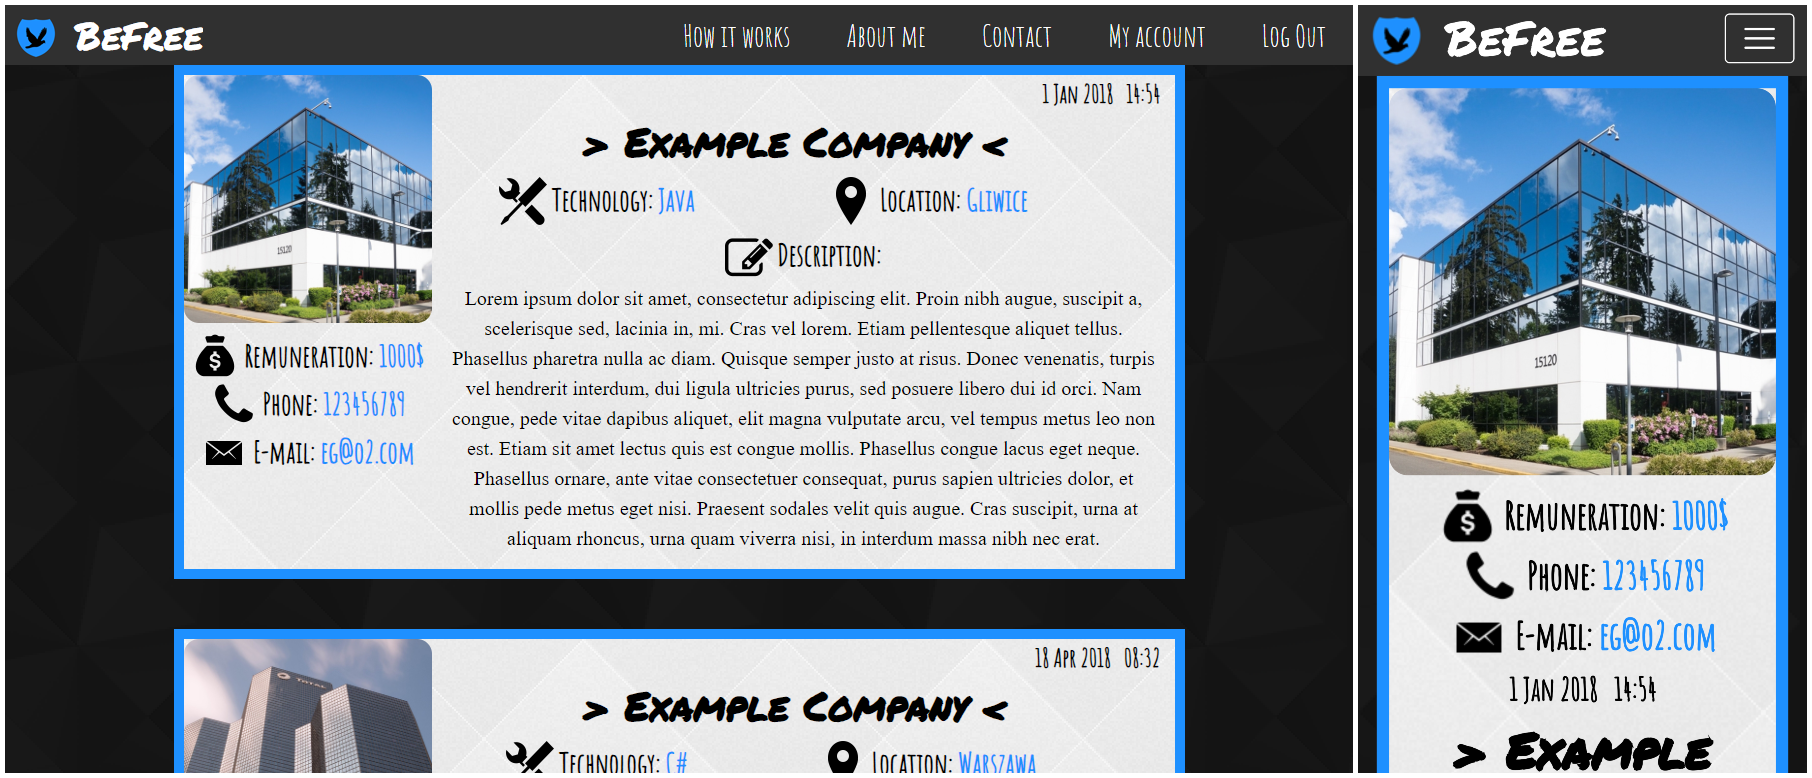 BeFree
How it works
About me
Contact
My account
Log Out
1 Jan 2018 14:54
> Example Company <
Technology: Java
Location: Gliwice
Description:
Lorem ipsum dolor sit amet, consectetur adipiscing elit. Proin nibh augue, suscipit a,
scelerisque sed, lacinia in, mi. Cras vel lorem. Etiam pellentesque aliquet tellus.
Phasellus pharetra nulla ac diam. Quisque semper justo at risus. Donec venenatis, turpis
vel hendrerit interdum, dui ligula ultricies purus, sed posuere libero dui id orci. Nam
congue, pede vitae dapibus aliquet, elit magna vulputate arcu, vel tempus metus leo non
est. Etiam sit amet lectus quis est congue mollis. Phasellus congue lacus eget neque.
Phasellus ornare, ante vitae consectetuer consequat, purus sapien ultricies dolor, et
mollis pede metus eget nisi. Praesent sodales velit quis augue. Cras suscipit, urna at
aliquam rhoncus, urna quam viverra nisi, in interdum massa nibh nec erat.
15120
$ Remuneration: 1000$
Phone: 123456789
E-mail: eg@o2.com
18 Apr 2018 08:32
> Example Company <
TOTAL
Technology: C#
Location: Warszawa
BeFree
15120
$ Remuneration: 1000$
Phone: 123456789
E-mail: eg@o2.com
1 Jan 2018 14:54
> Example